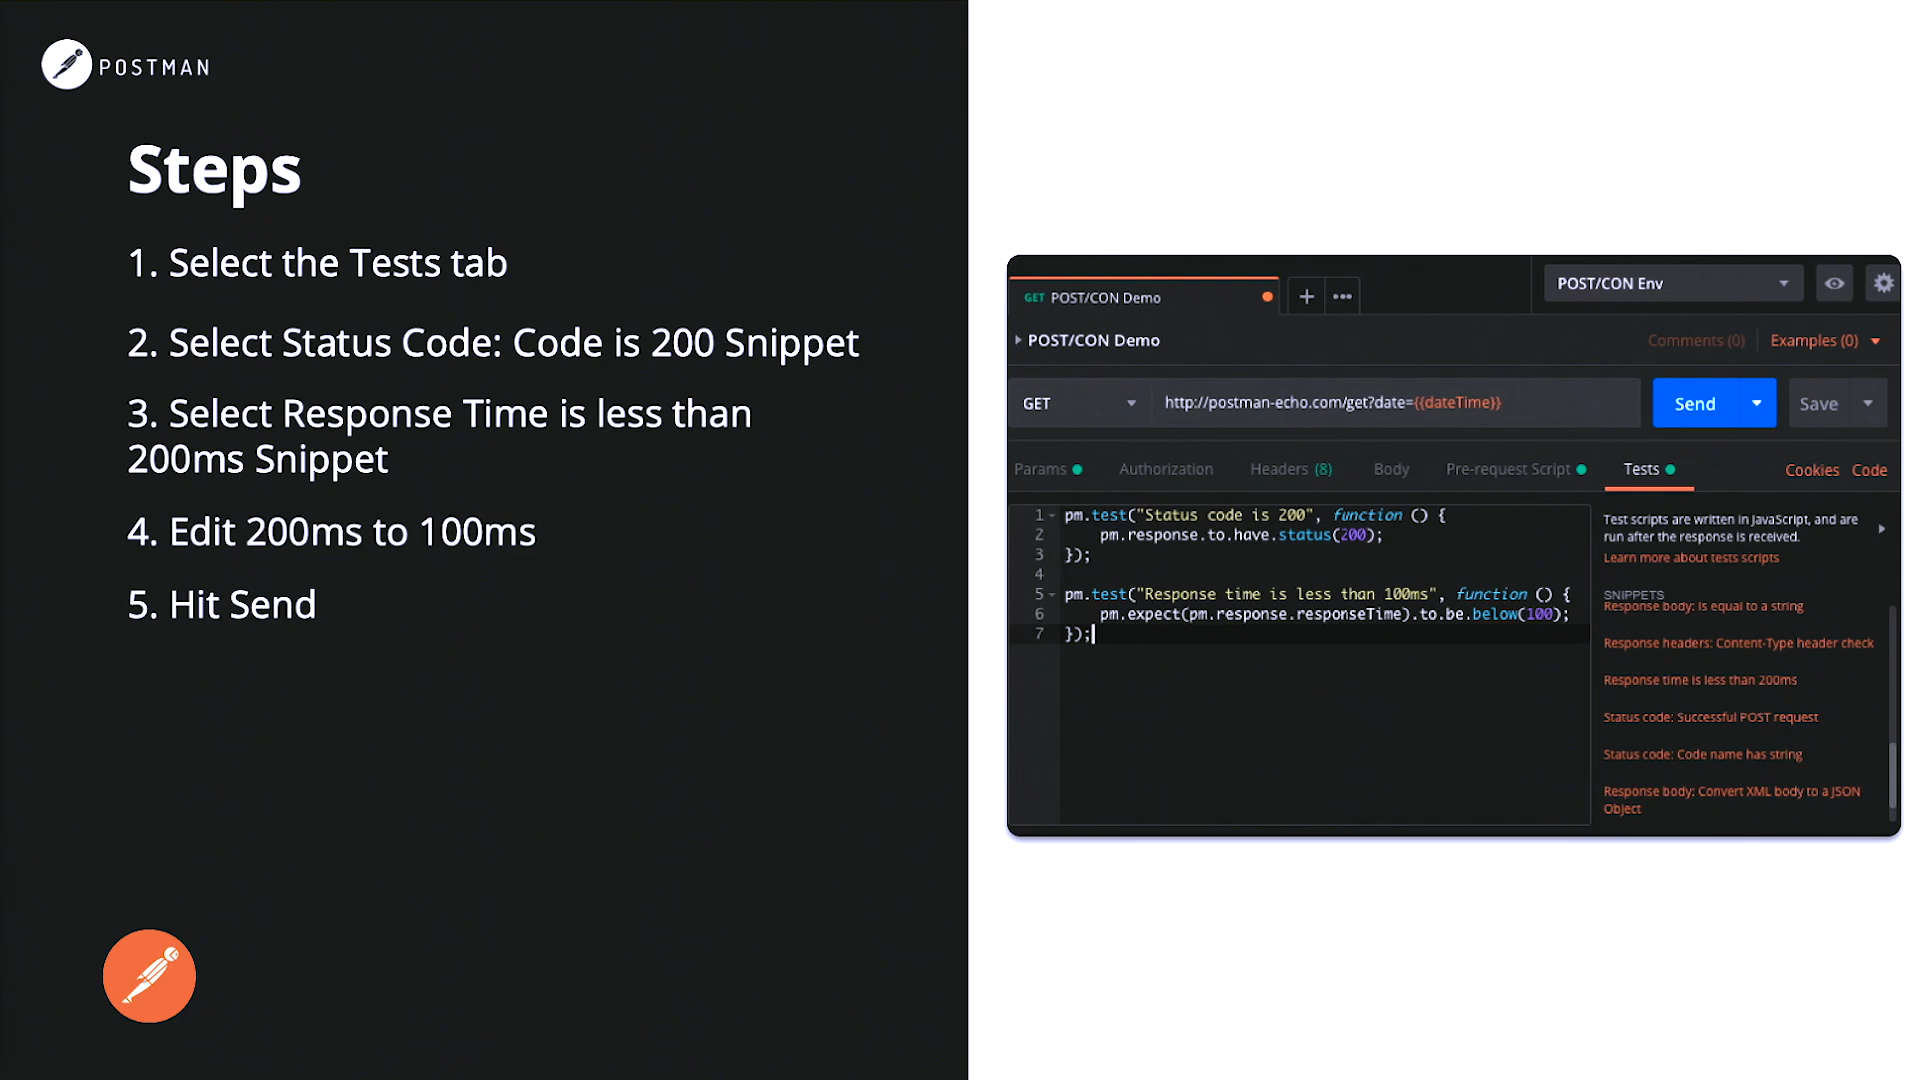 POSTMAN
Steps
1. Select the Tests tab
2. Select Status Code: Code is 200 Snippet
3. Select Response Time is less than
200ms Snippet
4. Edit 200ms to 100ms
5. Hit Send
GET POST/CON Demo
POST/CON Env
POST/CON Demo
Comments (0)
Examples (0)
GET
http://postman-echo.com/get?date={{dateTime}}
Send
Save
Params
Authorization
Headers (8)
Body
Pre-request Script
Tests
Cookies
Code
1 pm.test("Status code is 200", function () {
2 pm.response.to.have.status(200);
3 });
4
5 pm.test("Response time is less than 100ms", function () {
6 pm.expect(pm.response.responseTime).to.be.below(100);
7 });
Test scripts are written in JavaScript, and are
run after the response is received.
Learn more about tests scripts
SNIPPETS
Response body: Is equal to a string
Response headers: Content-Type header check
Response time is less than 200ms
Status code: Successful POST request
Status code: Code name has string
Response body: Convert XML body to a JSON
Object